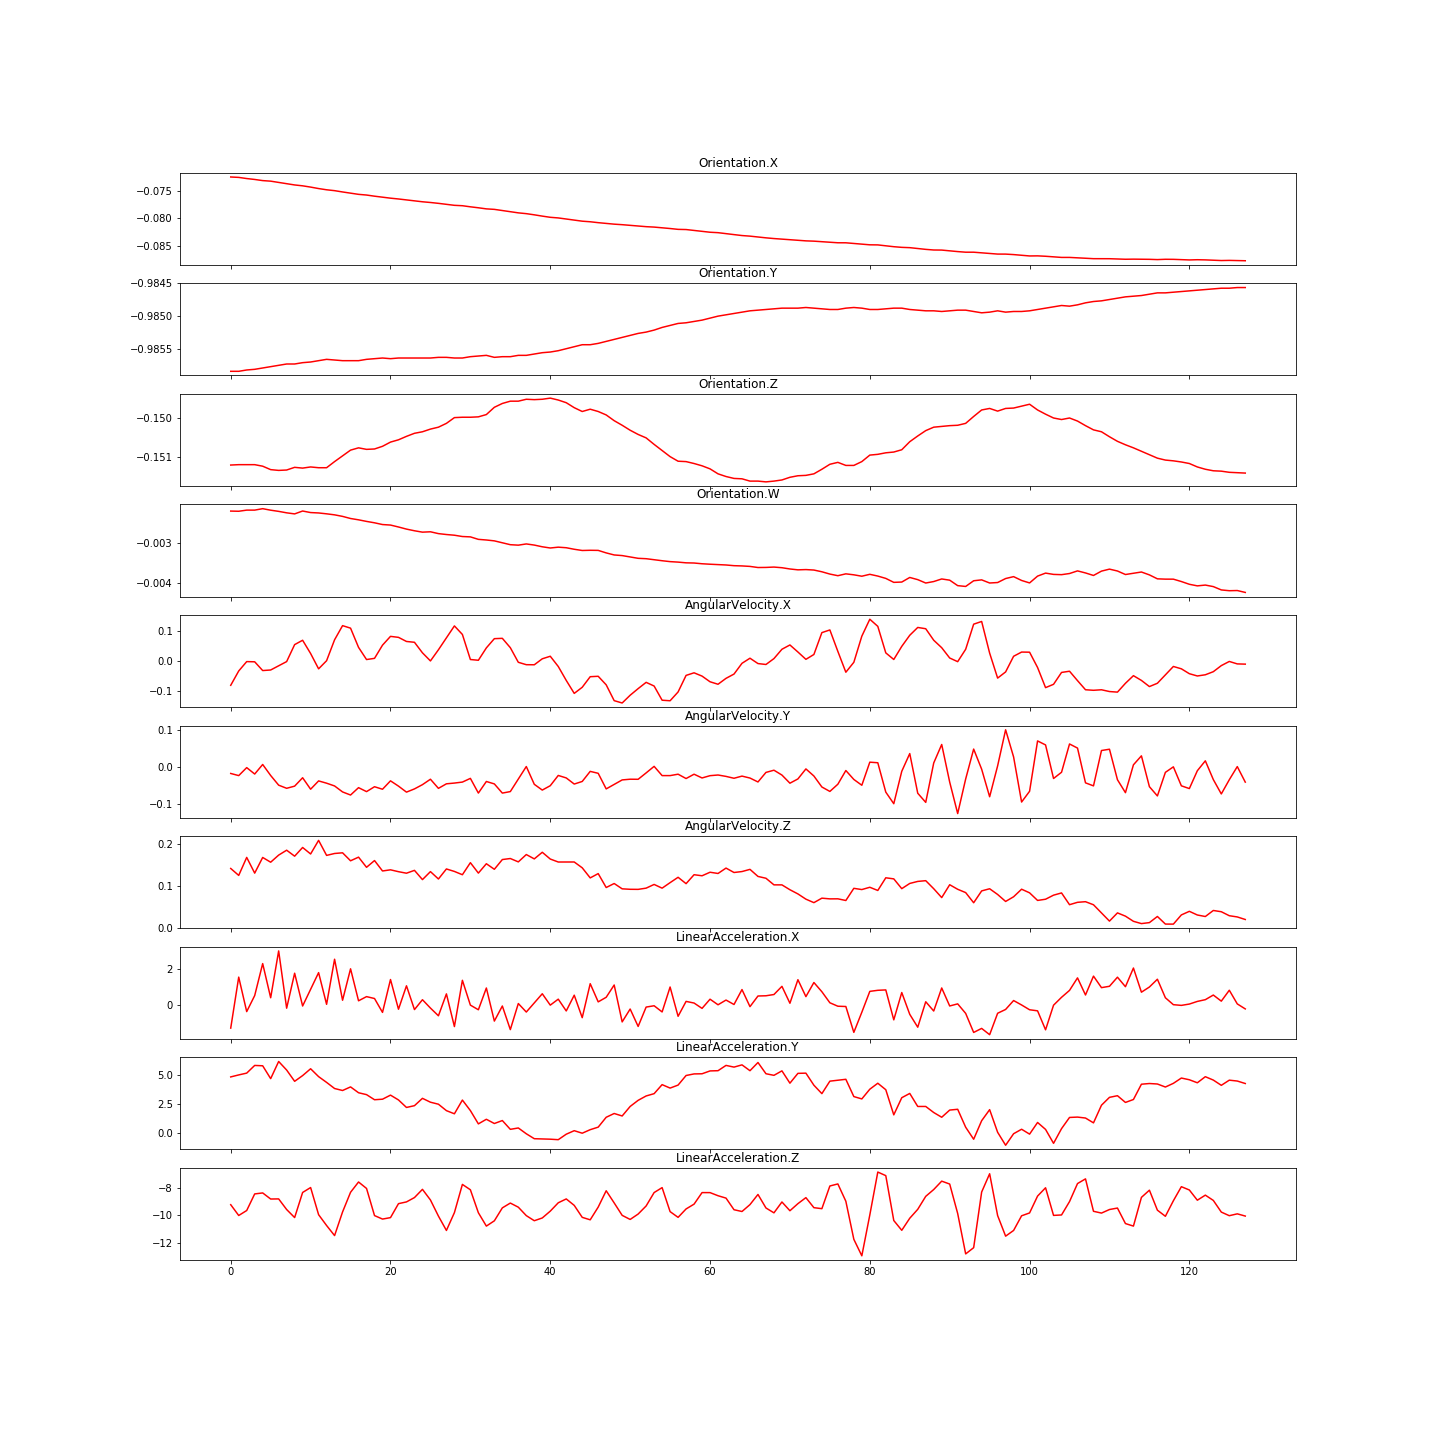 Orientation.X
−0.075
−0.080
−0.085
Orientation.Y
−0.9845
−0.9850
−0.9855
Orientation.Z
−0.150
−0.151
Orientation.W
−0.003
−0.004
AngularVelocity.X
0.1
0.0
−0.1
AngularVelocity.Y
0.1
0.0
−0.1
AngularVelocity.Z
0.2
0.1
0.0
LinearAcceleration.X
2
0
LinearAcceleration.Y
5.0
2.5
0.0
LinearAcceleration.Z
−8
−10
−12
0 20 40 60 80 100 120